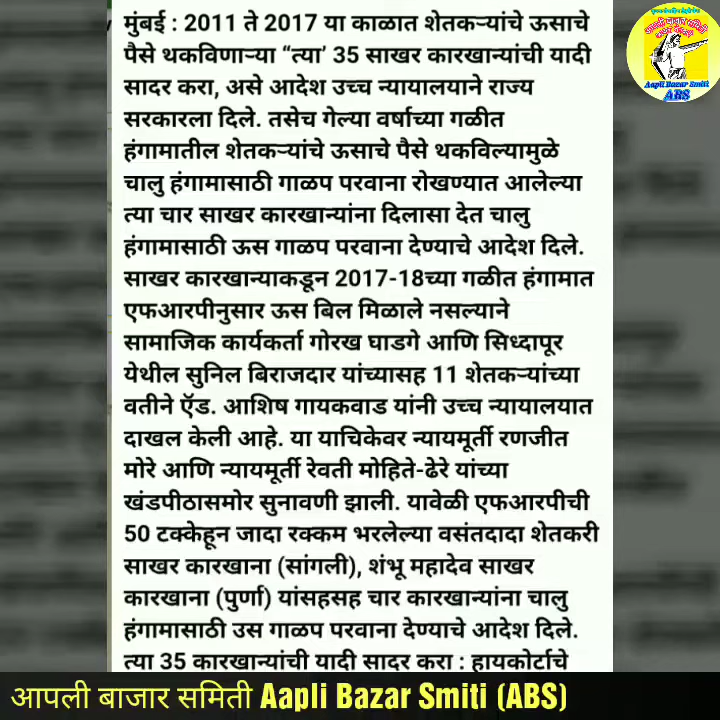 मुंबई : 2011 ते 2017 या काळात शेतकऱ्यांचे ऊसाचे
पैसे थकविणाऱ्या “त्या’ 35 साखर कारखान्यांची यादी
सादर करा, असे आदेश उच्च न्यायालयाने राज्य
सरकारला दिले. तसेच गेल्या वर्षाच्या गळीत
हंगामातील शेतकऱ्यांचे ऊसाचे पैसे थकविल्यामुळे
चालु हंगामासाठी गाळप परवाना रोखण्यात आलेल्या
त्या चार साखर कारखान्यांना दिलासा देत चालु
हंगामासाठी ऊस गाळप परवाना देण्याचे आदेश दिले.
साखर कारखान्याकडून 2017-18च्या गळीत हंगामात
एफआरपीनुसार ऊस बिल मिळाले नसल्याने
सामाजिक कार्यकर्ता गोरख घाडगे आणि सिध्दापूर
येथील सुनिल बिराजदार यांच्यासह 11 शेतकऱ्यांच्या
वतीने ऍड. आशिष गायकवाड यांनी उच्च न्यायालयात
दाखल केली आहे. या याचिकेवर न्यायमूर्ती रणजीत
मोरे आणि न्यायमूर्ती रेवती मोहिते-ढेरे यांच्या
खंडपीठासमोर सुनावणी झाली. यावेळी एफआरपीची
50 टक्केहून जादा रक्कम भरलेल्या वसंतदादा शेतकरी
साखर कारखाना (सांगली), शंभू महादेव साखर
कारखाना (पुर्णा) यांसहसह चार कारखान्यांना चालु
हंगामासाठी उस गाळप परवाना देण्याचे आदेश दिले.
त्या 35 कारखान्यांची यादी सादर करा : हायकोर्टाचे
Aapli Bazar Smiti
ABS
आपली बाजार समिती Aapli Bazar Smiti (ABS)